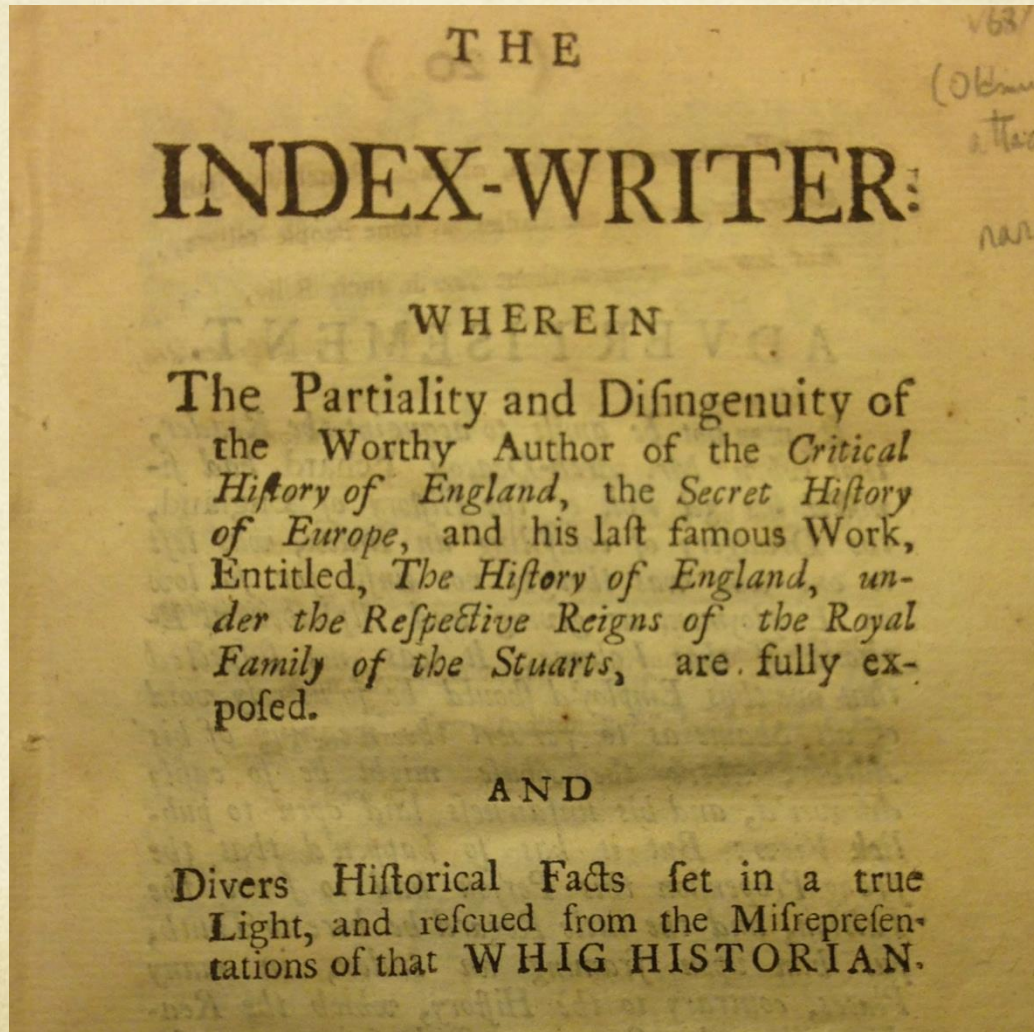 THE
INDEX-WRITER:
WHEREIN
The Partiality and Diſingenuity of
the Worthy Author of the Critical
Hiſtory of England, the Secret Hiſtory
of Europe, and his laſt famous Work,
Entitled, The Hiſtory of England, un-
der the Reſpective Reigns of the Royal
Family of the Stuarts, are fully ex-
poſed.
AND
Divers Hiſtorical Facts ſet in a true
Light, and reſcued from the Miſrepreſen-
tations of that WHIG HISTORIAN.